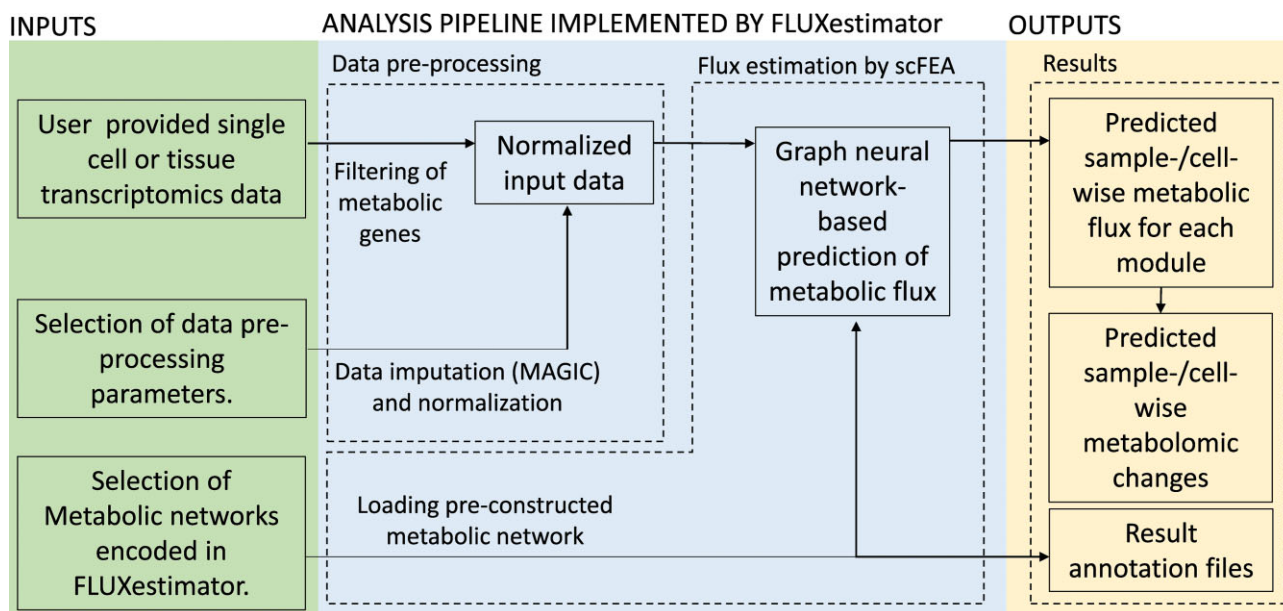 INPUTS
ANALYSIS PIPELINE IMPLEMENTED BY FLUXestimator
OUTPUTS
User provided single
cell or tissue
transcriptomics data
Selection of data pre-
processing
parameters.
Selection of
Metabolic networks
encoded in
FLUXestimator.
Data pre-processing
Filtering of
metabolic
genes
Normalized
input data
Data imputation (MAGIC)
and normalization
Flux estimation by scFEA
Graph neural
network-
based
prediction of
metabolic flux
Loading pre-constructed
metabolic network
Results
Predicted
sample-/cell-
wise metabolic
flux for each
module
Predicted
sample-/cell-
wise
metabolomic
changes
Result
annotation files